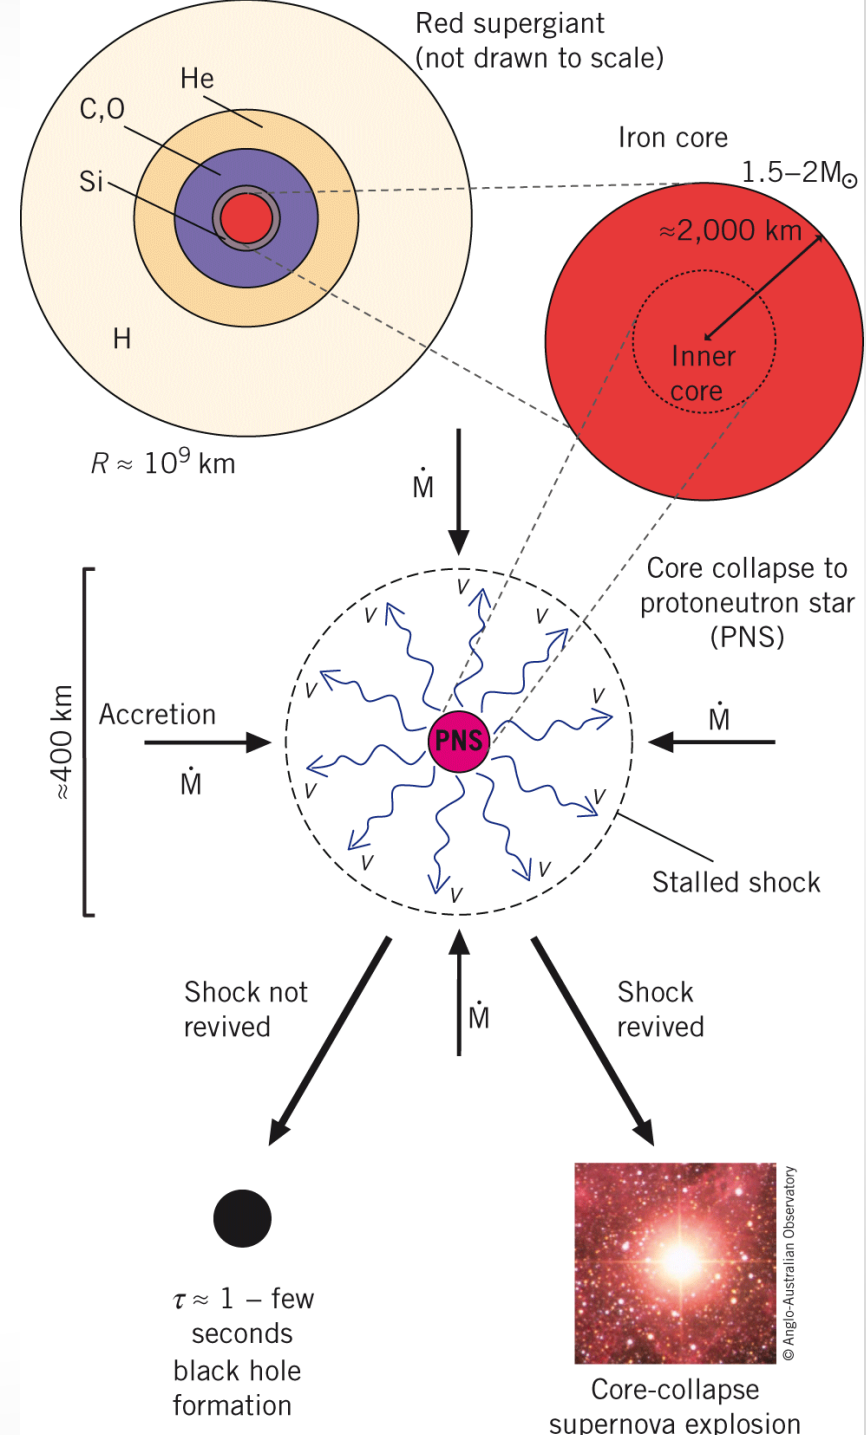 Red supergiant
(not drawn to scale)
He
C,O
Si
H
R ≈ 10⁹ km
Iron core
1.5–2M☉
≈2,000 km
Inner
core
Ṁ
Core collapse to
protoneutron star
(PNS)
≈400 km
Accretion
Ṁ
Ṁ
ν
ν
ν
ν
ν
ν
ν
ν
ν
ν
PNS
Stalled shock
Shock not
revived
Ṁ
Shock
revived
τ ≈ 1 – few
seconds
black hole
formation
© Anglo-Australian Observatory
Core-collapse
supernova explosion